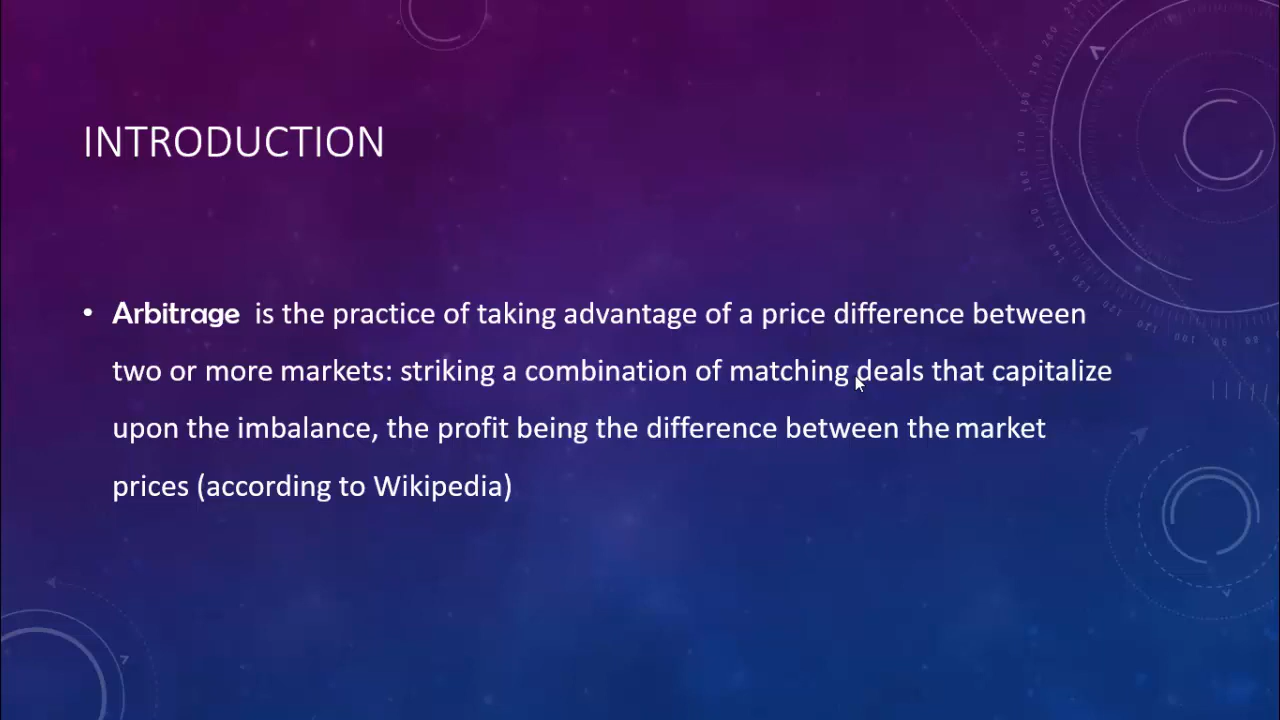 INTRODUCTION
• Arbitrage is the practice of taking advantage of a price difference between
two or more markets: striking a combination of matching deals that capitalize
upon the imbalance, the profit being the difference between the market
prices (according to Wikipedia)